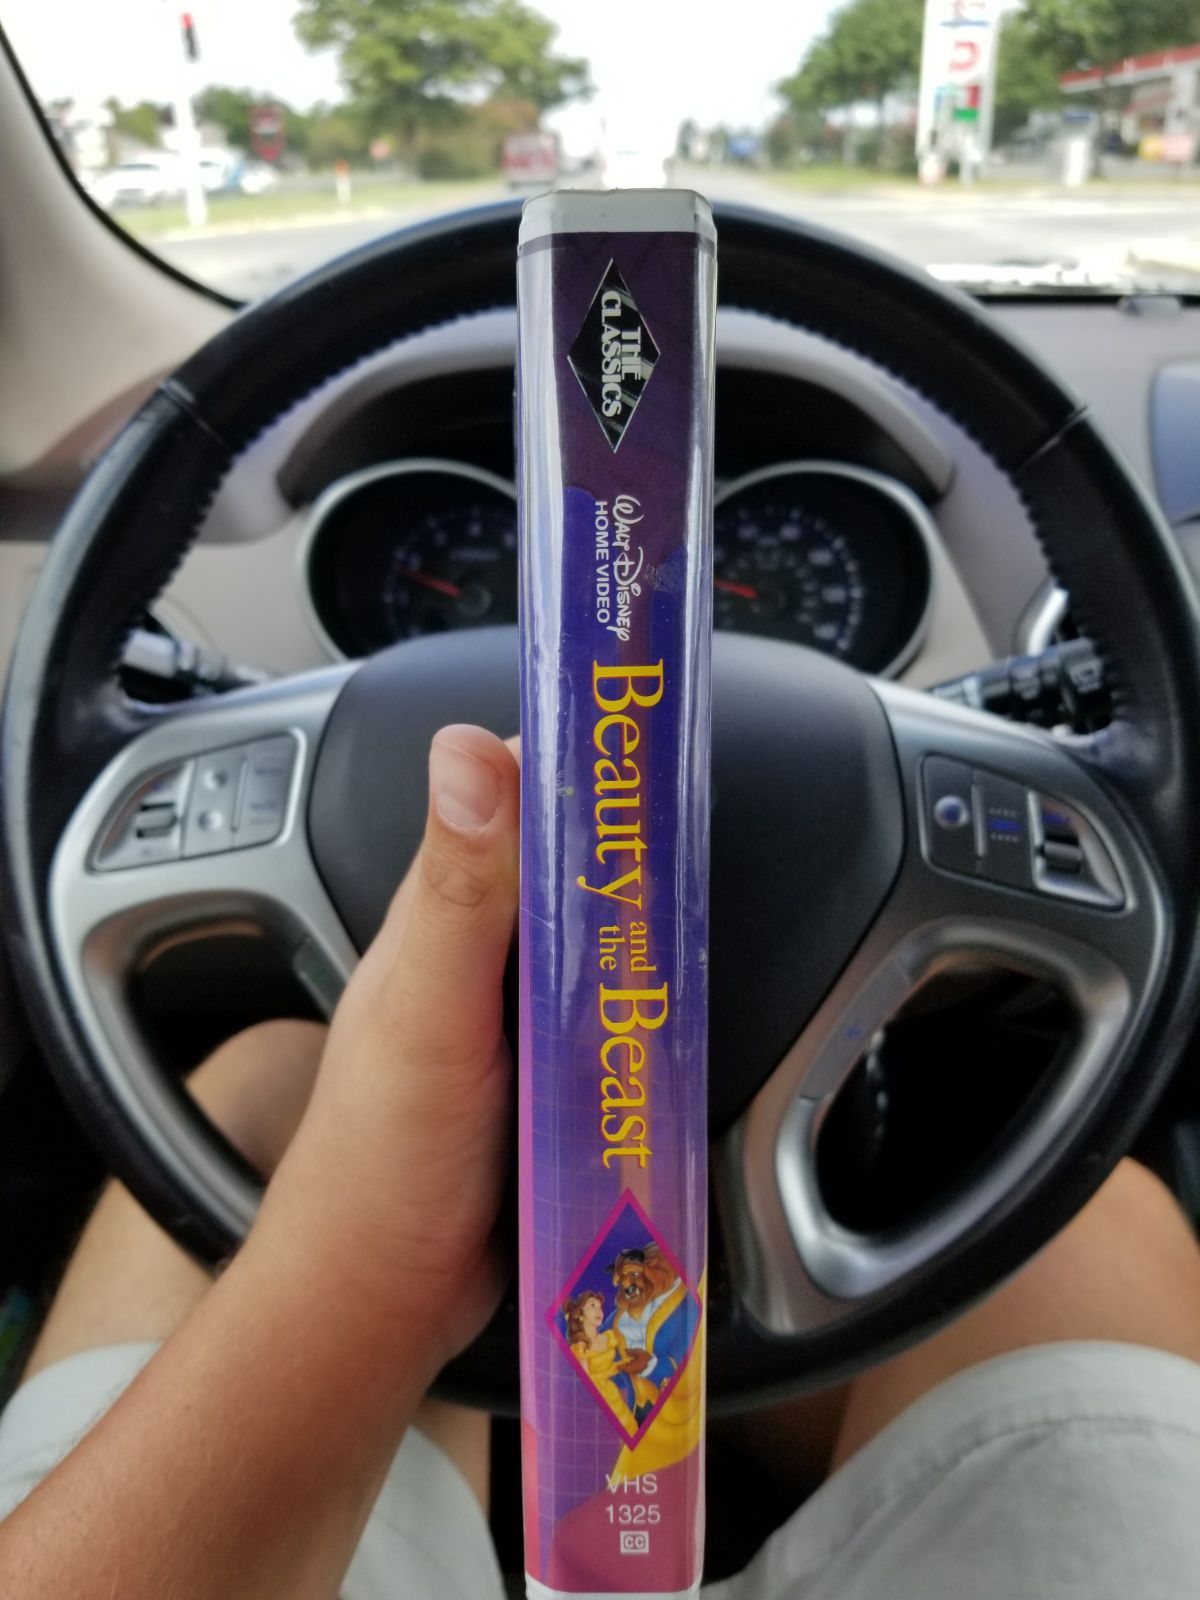 THE
CLASSICS
WALT DISNEY
HOME VIDEO
Beauty and the Beast
VHS
1325
CC